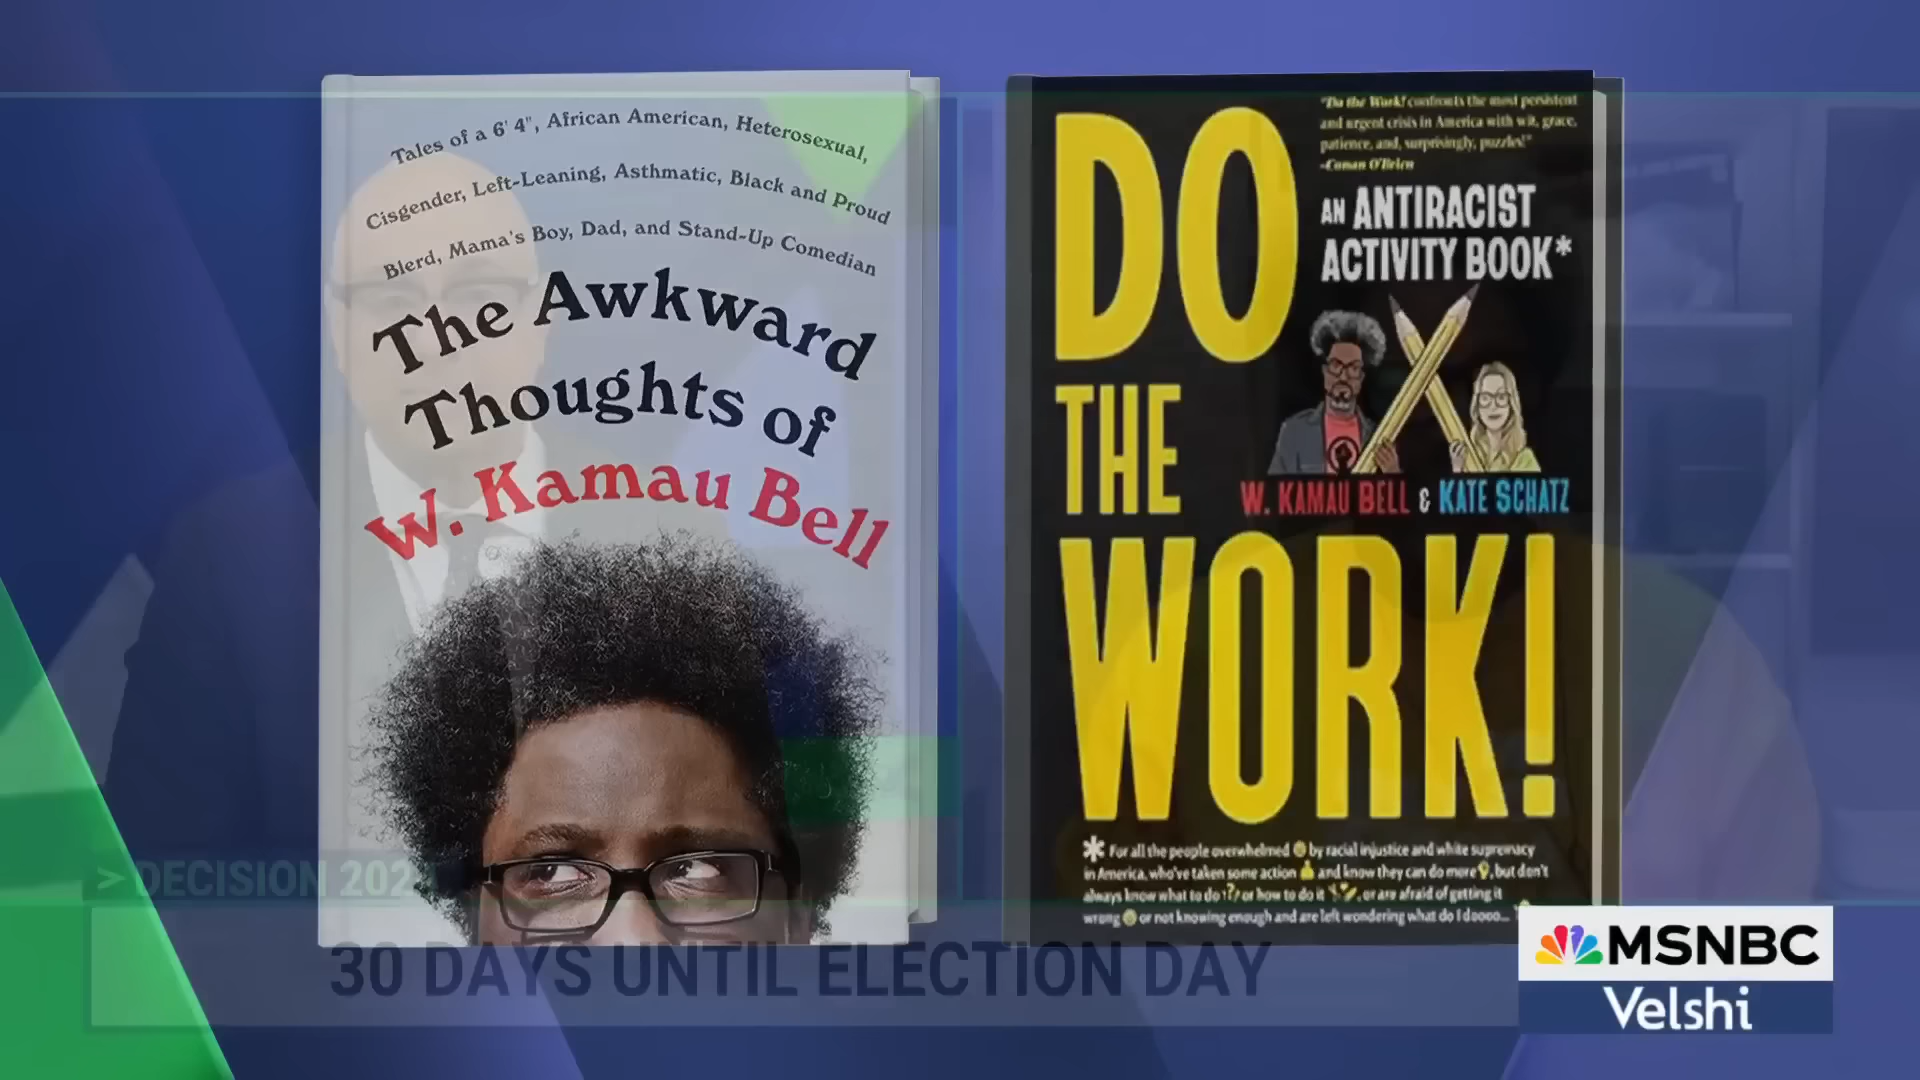 Tales of a 6' 4", African American, Heterosexual,
Cisgender, Left-Leaning, Asthmatic, Black and Proud
Blerd, Mama's Boy, Dad, and Stand-Up Comedian
The Awkward
Thoughts of
W. Kamau Bell
"Do the Work! confronts the most persistent
and urgent crisis in America with wit, grace,
patience, and, surprisingly, puzzles!"
-Conan O'Brien
DO
THE
WORK!
AN ANTIRACIST
ACTIVITY BOOK*
W. KAMAU BELL & KATE SCHATZ
* For all the people overwhelmed by racial injustice and white supremacy
in America, who've taken some action and know they can do more, but don't
always know what to do !? or how to do it , or are afraid of getting it
wrong or not knowing enough and are left wondering what do I doooo...
> DECISION 2024
30 DAYS UNTIL ELECTION DAY
MSNBC
Velshi